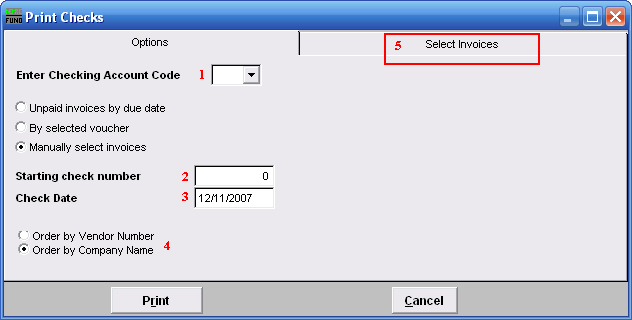 FUND Print Checks
Options 5 Select Invoices
Enter Checking Account Code 1
Unpaid invoices by due date
By selected voucher
Manually select invoices
Starting check number 2 0
Check Date 3 12/11/2007
Order by Vendor Number
Order by Company Name 4
Print Cancel